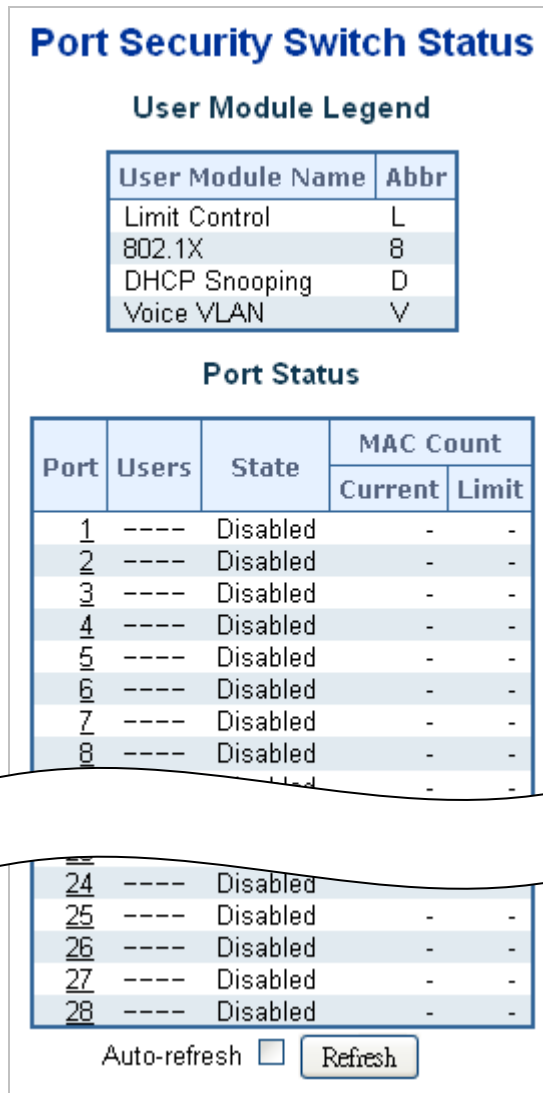 Port Security Switch Status
User Module Legend
User Module Name Abbr
Limit Control L
802.1X 8
DHCP Snooping D
Voice VLAN V
Port Status
Port Users State MAC Count
Current Limit
1 ---- Disabled - -
2 ---- Disabled - -
3 ---- Disabled - -
4 ---- Disabled - -
5 ---- Disabled - -
6 ---- Disabled - -
7 ---- Disabled - -
8 ---- Disabled - -
- -
24 ---- Disabled
25 ---- Disabled - -
26 ---- Disabled - -
27 ---- Disabled - -
28 ---- Disabled - -
Auto-refresh Refresh